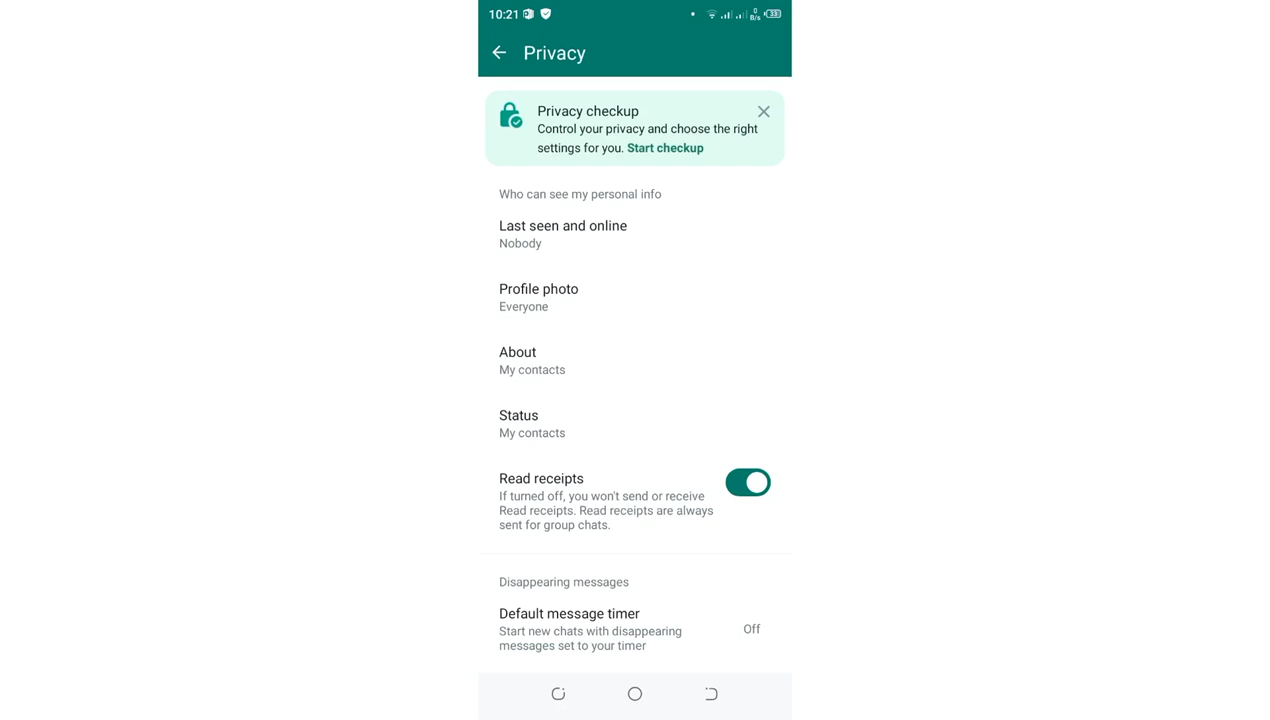 10:21
0
B/s
33
Privacy
Privacy checkup
Control your privacy and choose the right
settings for you. Start checkup
Who can see my personal info
Last seen and online
Nobody
Profile photo
Everyone
About
My contacts
Status
My contacts
Read receipts
If turned off, you won't send or receive
Read receipts. Read receipts are always
sent for group chats.
Disappearing messages
Default message timer
Start new chats with disappearing
messages set to your timer
Off